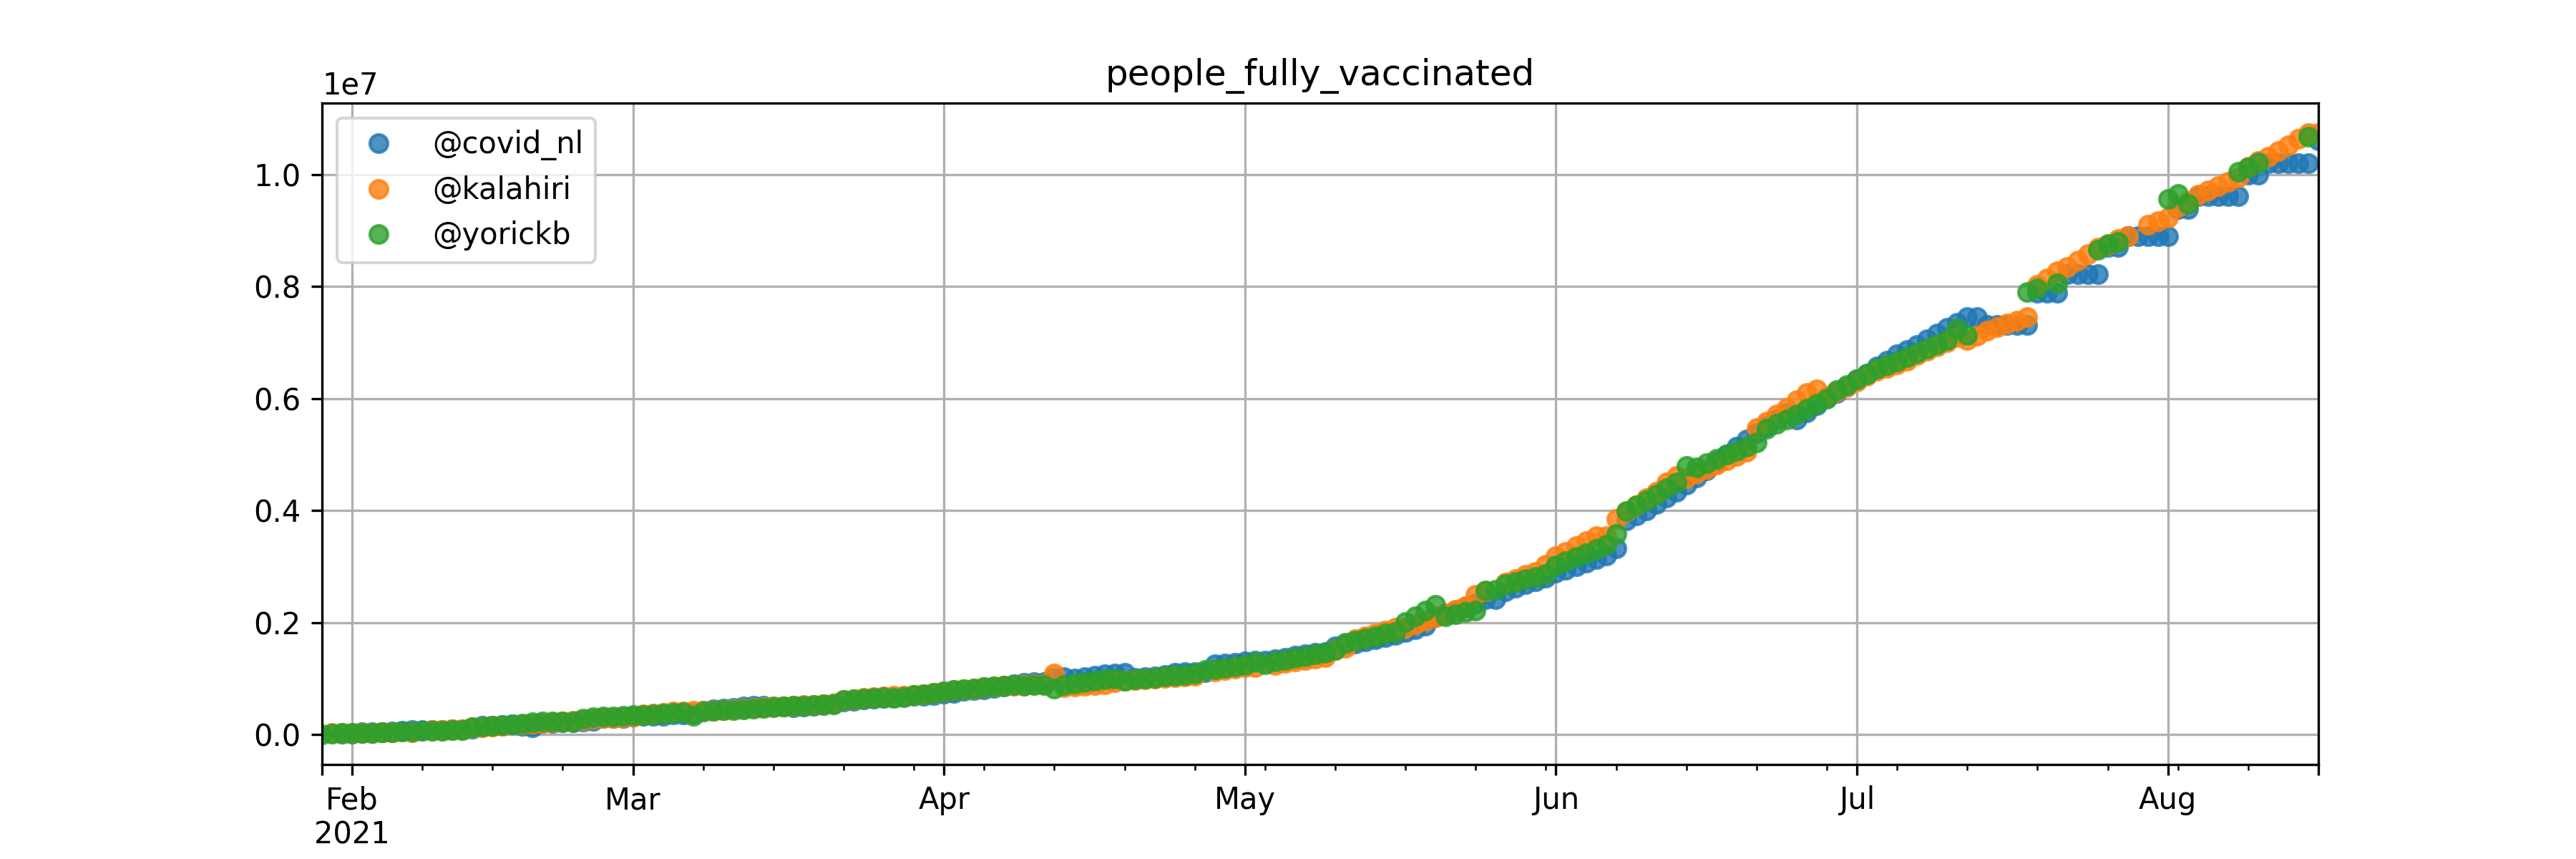 people_fully_vaccinated
1e7
@covid_nl
@kalahiri
@yorickb
1.0
0.8
0.6
0.4
0.2
0.0
Feb Mar Apr May Jun Jul Aug
2021